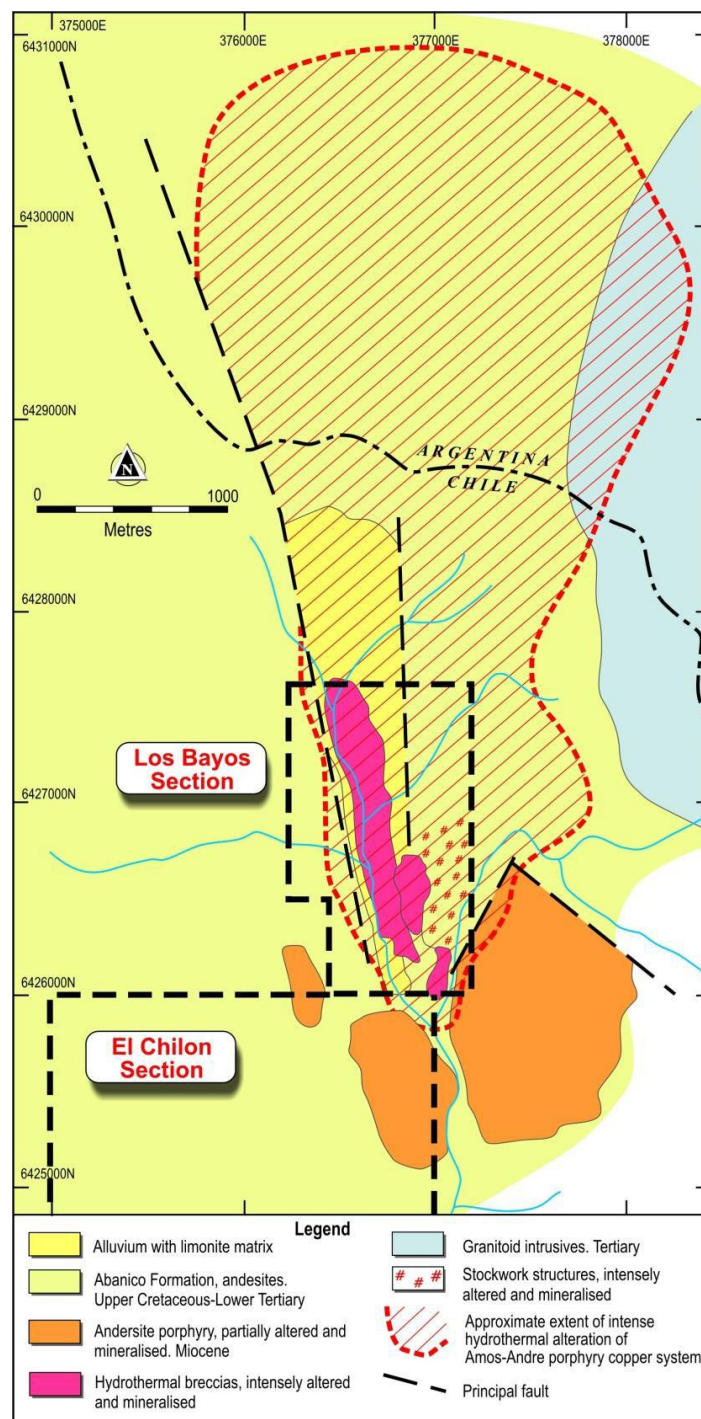 375000E
376000E
377000E
378000E
6431000N
6430000N
6429000N
ARGENTINA
CHILE
N
0 1000
Metres
6428000N
Los Bayos
Section
6427000N
6426000N
El Chilon
Section
6425000N
Legend
Alluvium with limonite matrix
Abanico Formation, andesites.
Upper Cretaceous-Lower Tertiary
Andersite porphyry, partially altered and
mineralised. Miocene
Hydrothermal breccias, intensely altered
and mineralised
Granitoid intrusives. Tertiary
Stockwork structures, intensely
altered and mineralised
Approximate extent of intense
hydrothermal alteration of
Amos-Andre porphyry copper system
Principal fault